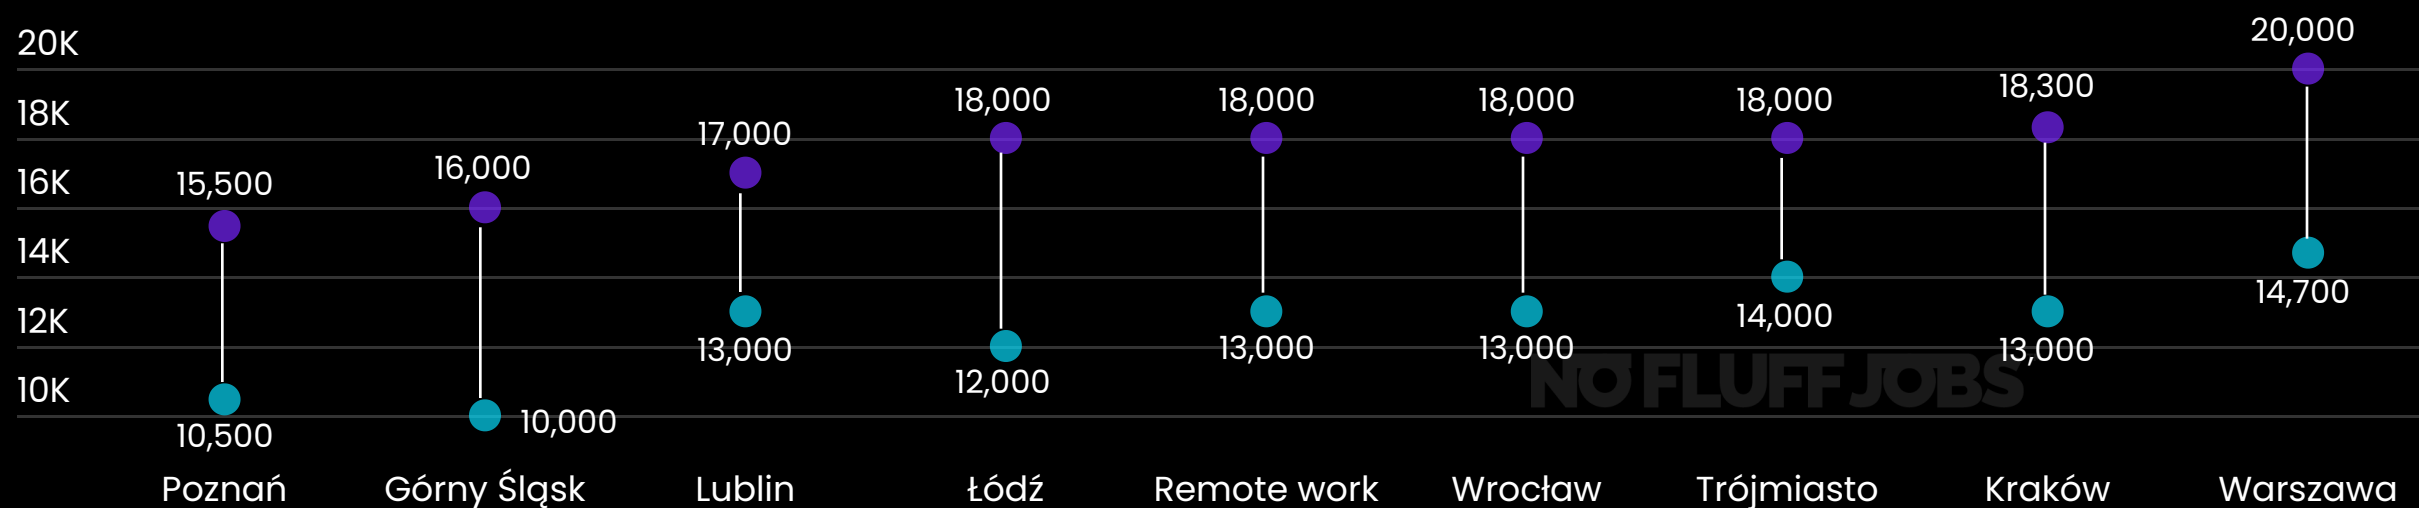 20K
18K
16K
14K
12K
10K
15,500
10,500
16,000
10,000
17,000
13,000
18,000
12,000
18,000
13,000
18,000
13,000
18,000
14,000
18,300
13,000
20,000
14,700
NO FLUFF JOBS
Poznań Górny Śląsk Lublin Łódź Remote work Wrocław Trójmiasto Kraków Warszawa